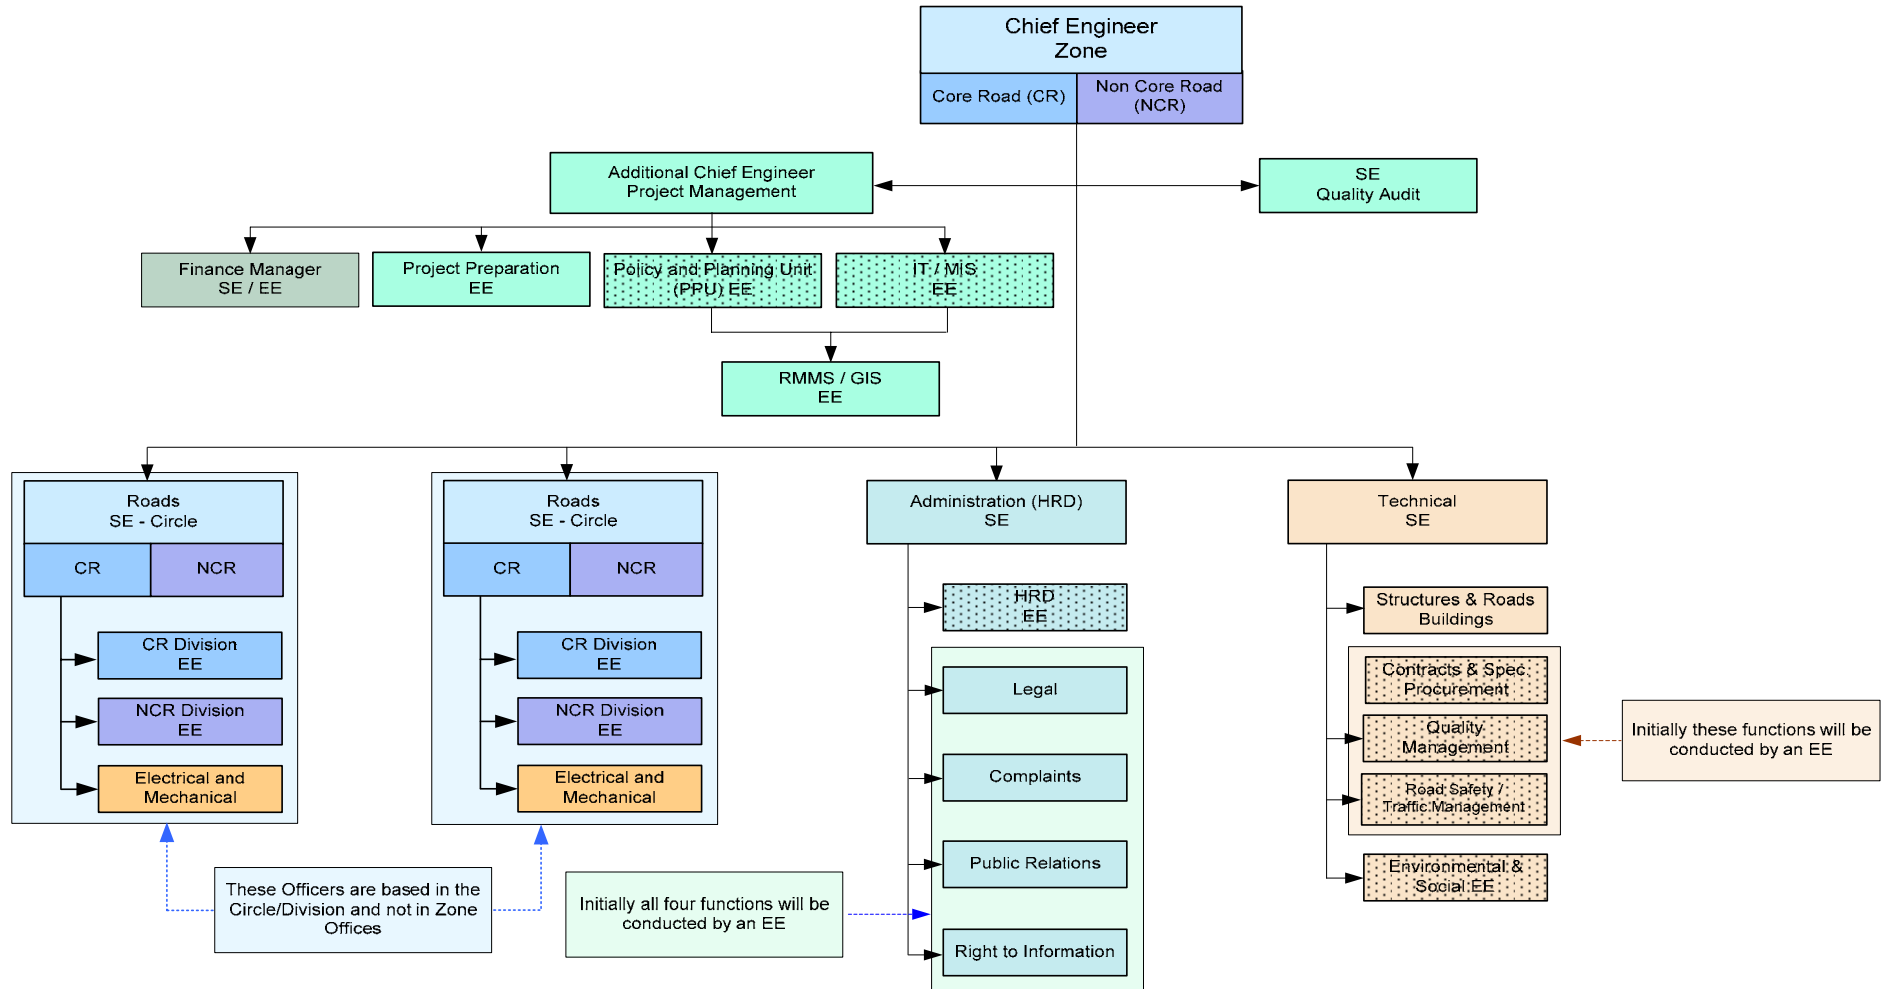 Chief Engineer
Zone
Core Road (CR)
Non Core Road
(NCR)
Additional Chief Engineer
Project Management
SE
Quality Audit
Finance Manager
SE / EE
Project Preparation
EE
Policy and Planning Unit
(PPU) EE
IT / MIS
EE
RMMS / GIS
EE
Roads
SE - Circle
CR
NCR
CR Division
EE
NCR Division
EE
Electrical and
Mechanical
Roads
SE - Circle
CR
NCR
CR Division
EE
NCR Division
EE
Electrical and
Mechanical
These Officers are based in the
Circle/Division and not in Zone
Offices
Administration (HRD)
SE
HRD
EE
Legal
Complaints
Public Relations
Right to Information
Initially all four functions will be
conducted by an EE
Technical
SE
Structures & Roads
Buildings
Contracts & Spec.
Procurement
Quality
Management
Road Safety /
Traffic Management
Environmental &
Social EE
Initially these functions will be
conducted by an EE